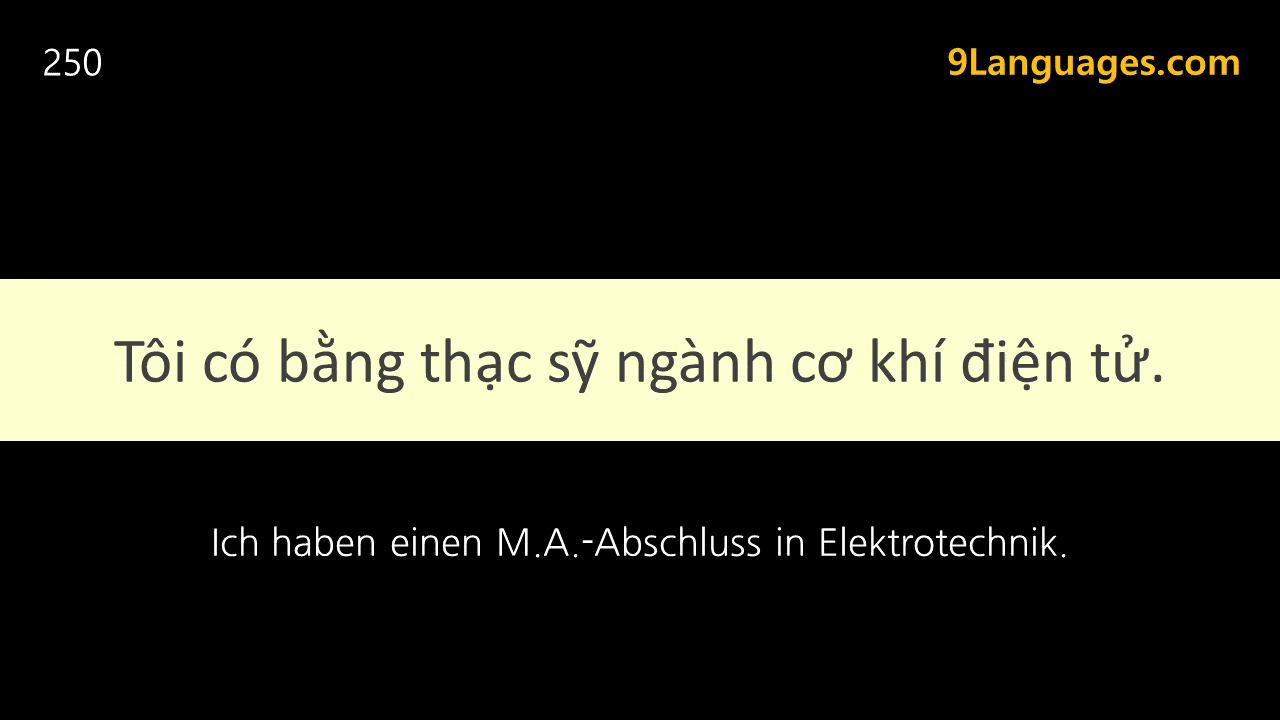 250
9Languages.com
Tôi có bằng thạc sỹ ngành cơ khí điện tử.
Ich haben einen M.A.-Abschluss in Elektrotechnik.